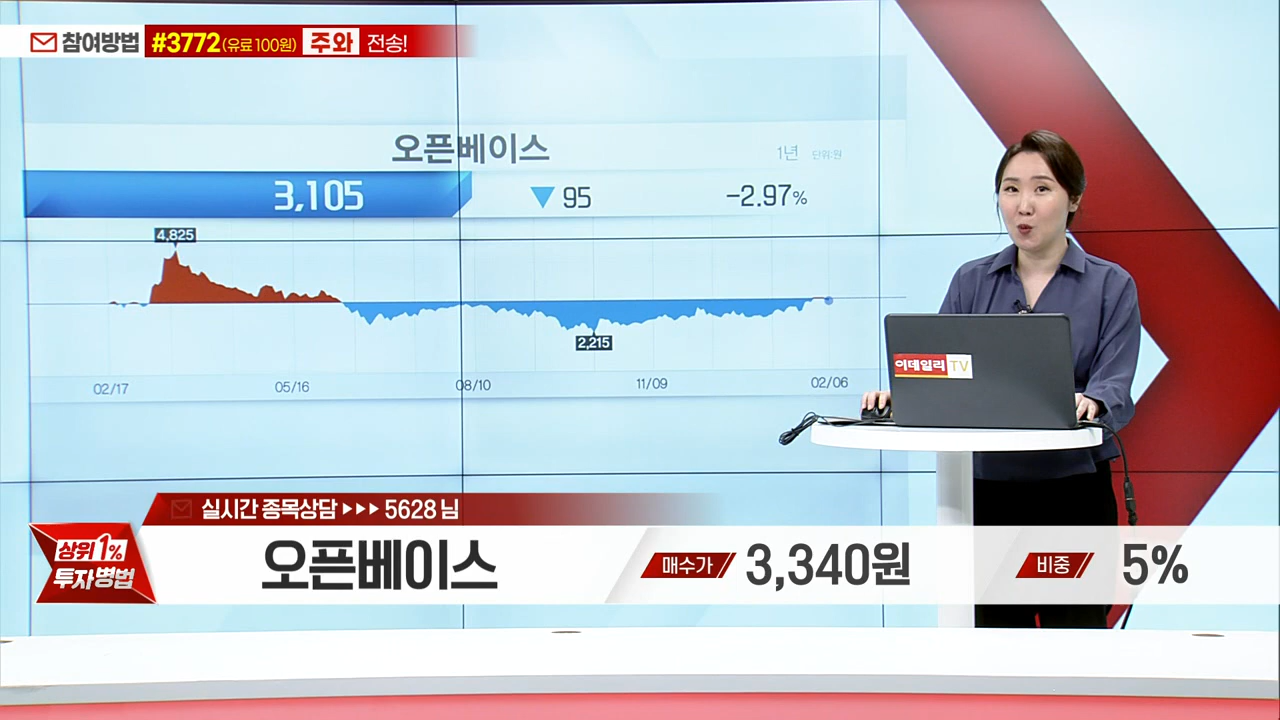 참여방법 #3772(유료 100원) 주와 전송!
오픈베이스
1년 단위:원
3,105 ▼ 95 -2.97%
4,825
2,215
02/17 05/16 08/10 11/09 02/06
이데일리 TV
실시간 종목상담 ▶▶▶ 5628 님
상위 1%
투자병법
오픈베이스 매수가 3,340원 비중 5%